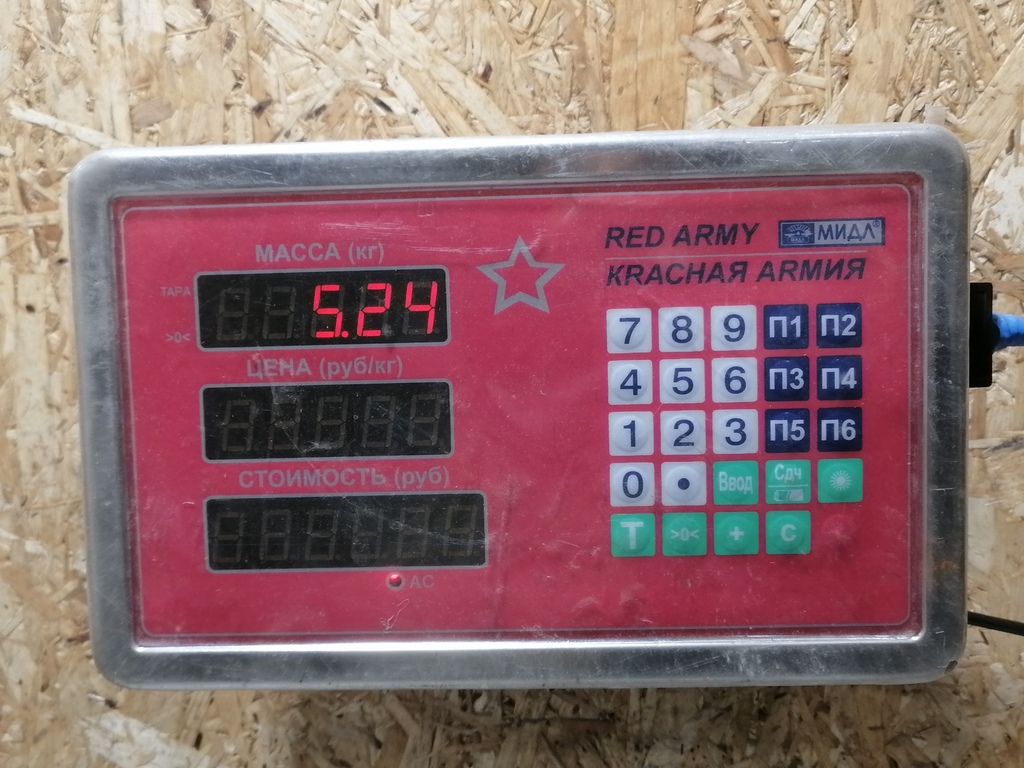 МАССА (кг)
ТАРА
>0<
5.24
ЦЕНА (руб/кг)
СТОИМОСТЬ (руб)
АС
RED ARMY
МИДЛ®
КRАСНАЯ АRМИЯ
7 8 9 П1 П2
4 5 6 П3 П4
1 2 3 П5 П6
0 • Ввод Сдч
Т >0< + С